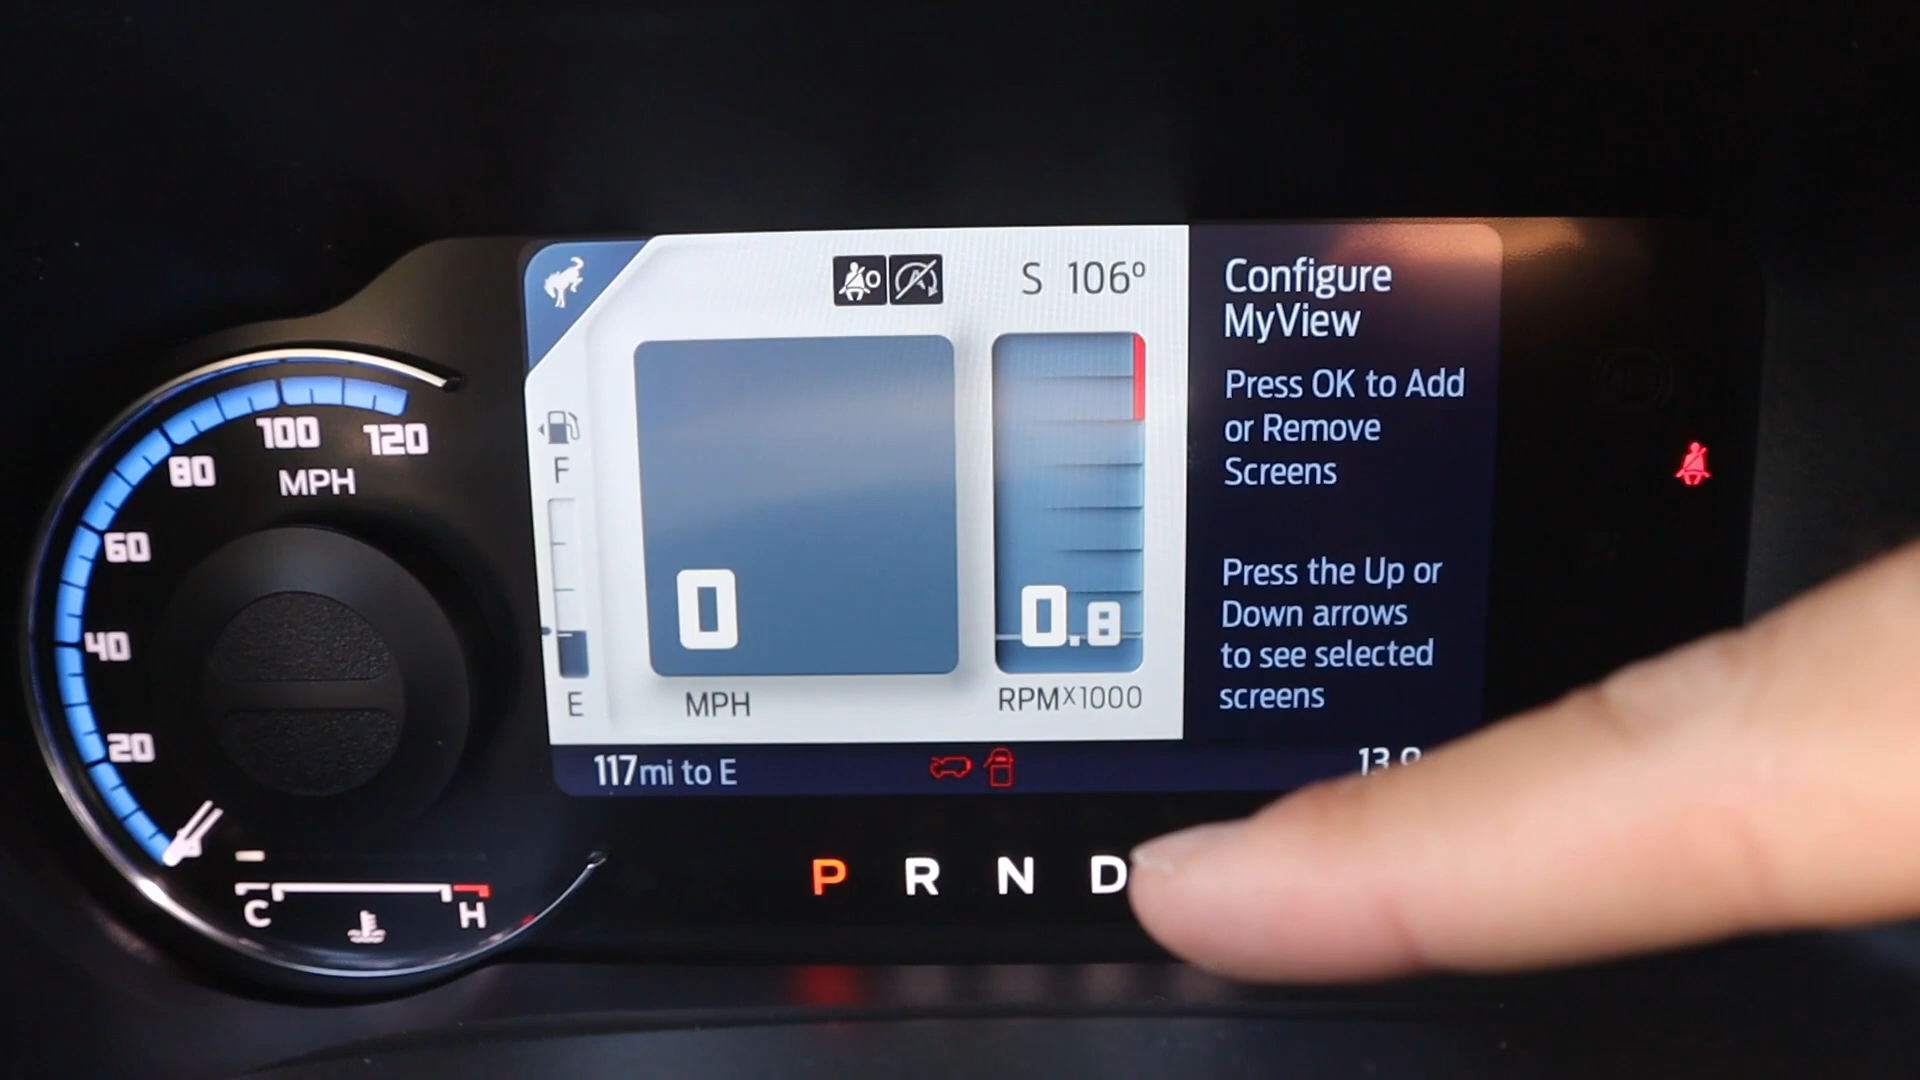 S 106°
Configure
MyView
Press OK to Add
or Remove
Screens
Press the Up or
Down arrows
to see selected
screens
100
120
80
MPH
60
40
20
C
H
F
E
0
MPH
0.8
RPMx1000
117mi to E
P R N D